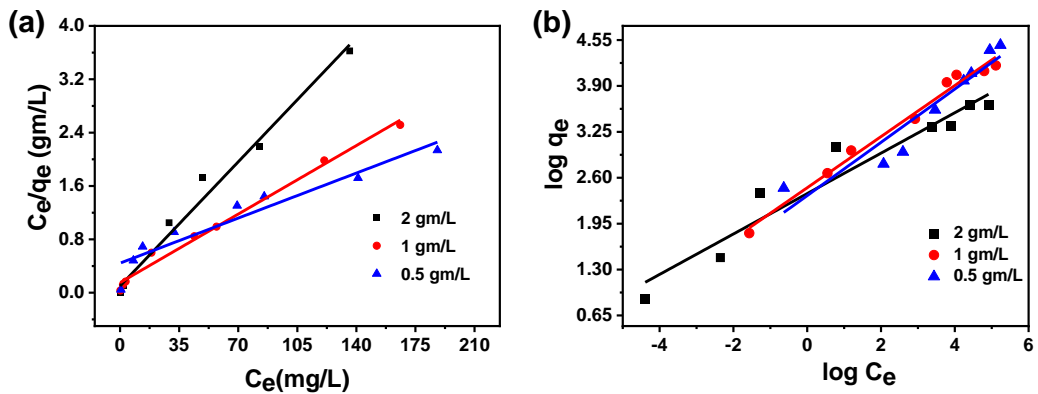 (a)
4.0
3.2
2.4
1.6
0.8
0.0
Ce/qe (gm/L)
2 gm/L
1 gm/L
0.5 gm/L
0 35 70 105 140 175 210
Ce(mg/L)
(b)
4.55
3.90
3.25
2.60
1.95
1.30
0.65
log qe
2 gm/L
1 gm/L
0.5 gm/L
-4 -2 0 2 4 6
log Ce